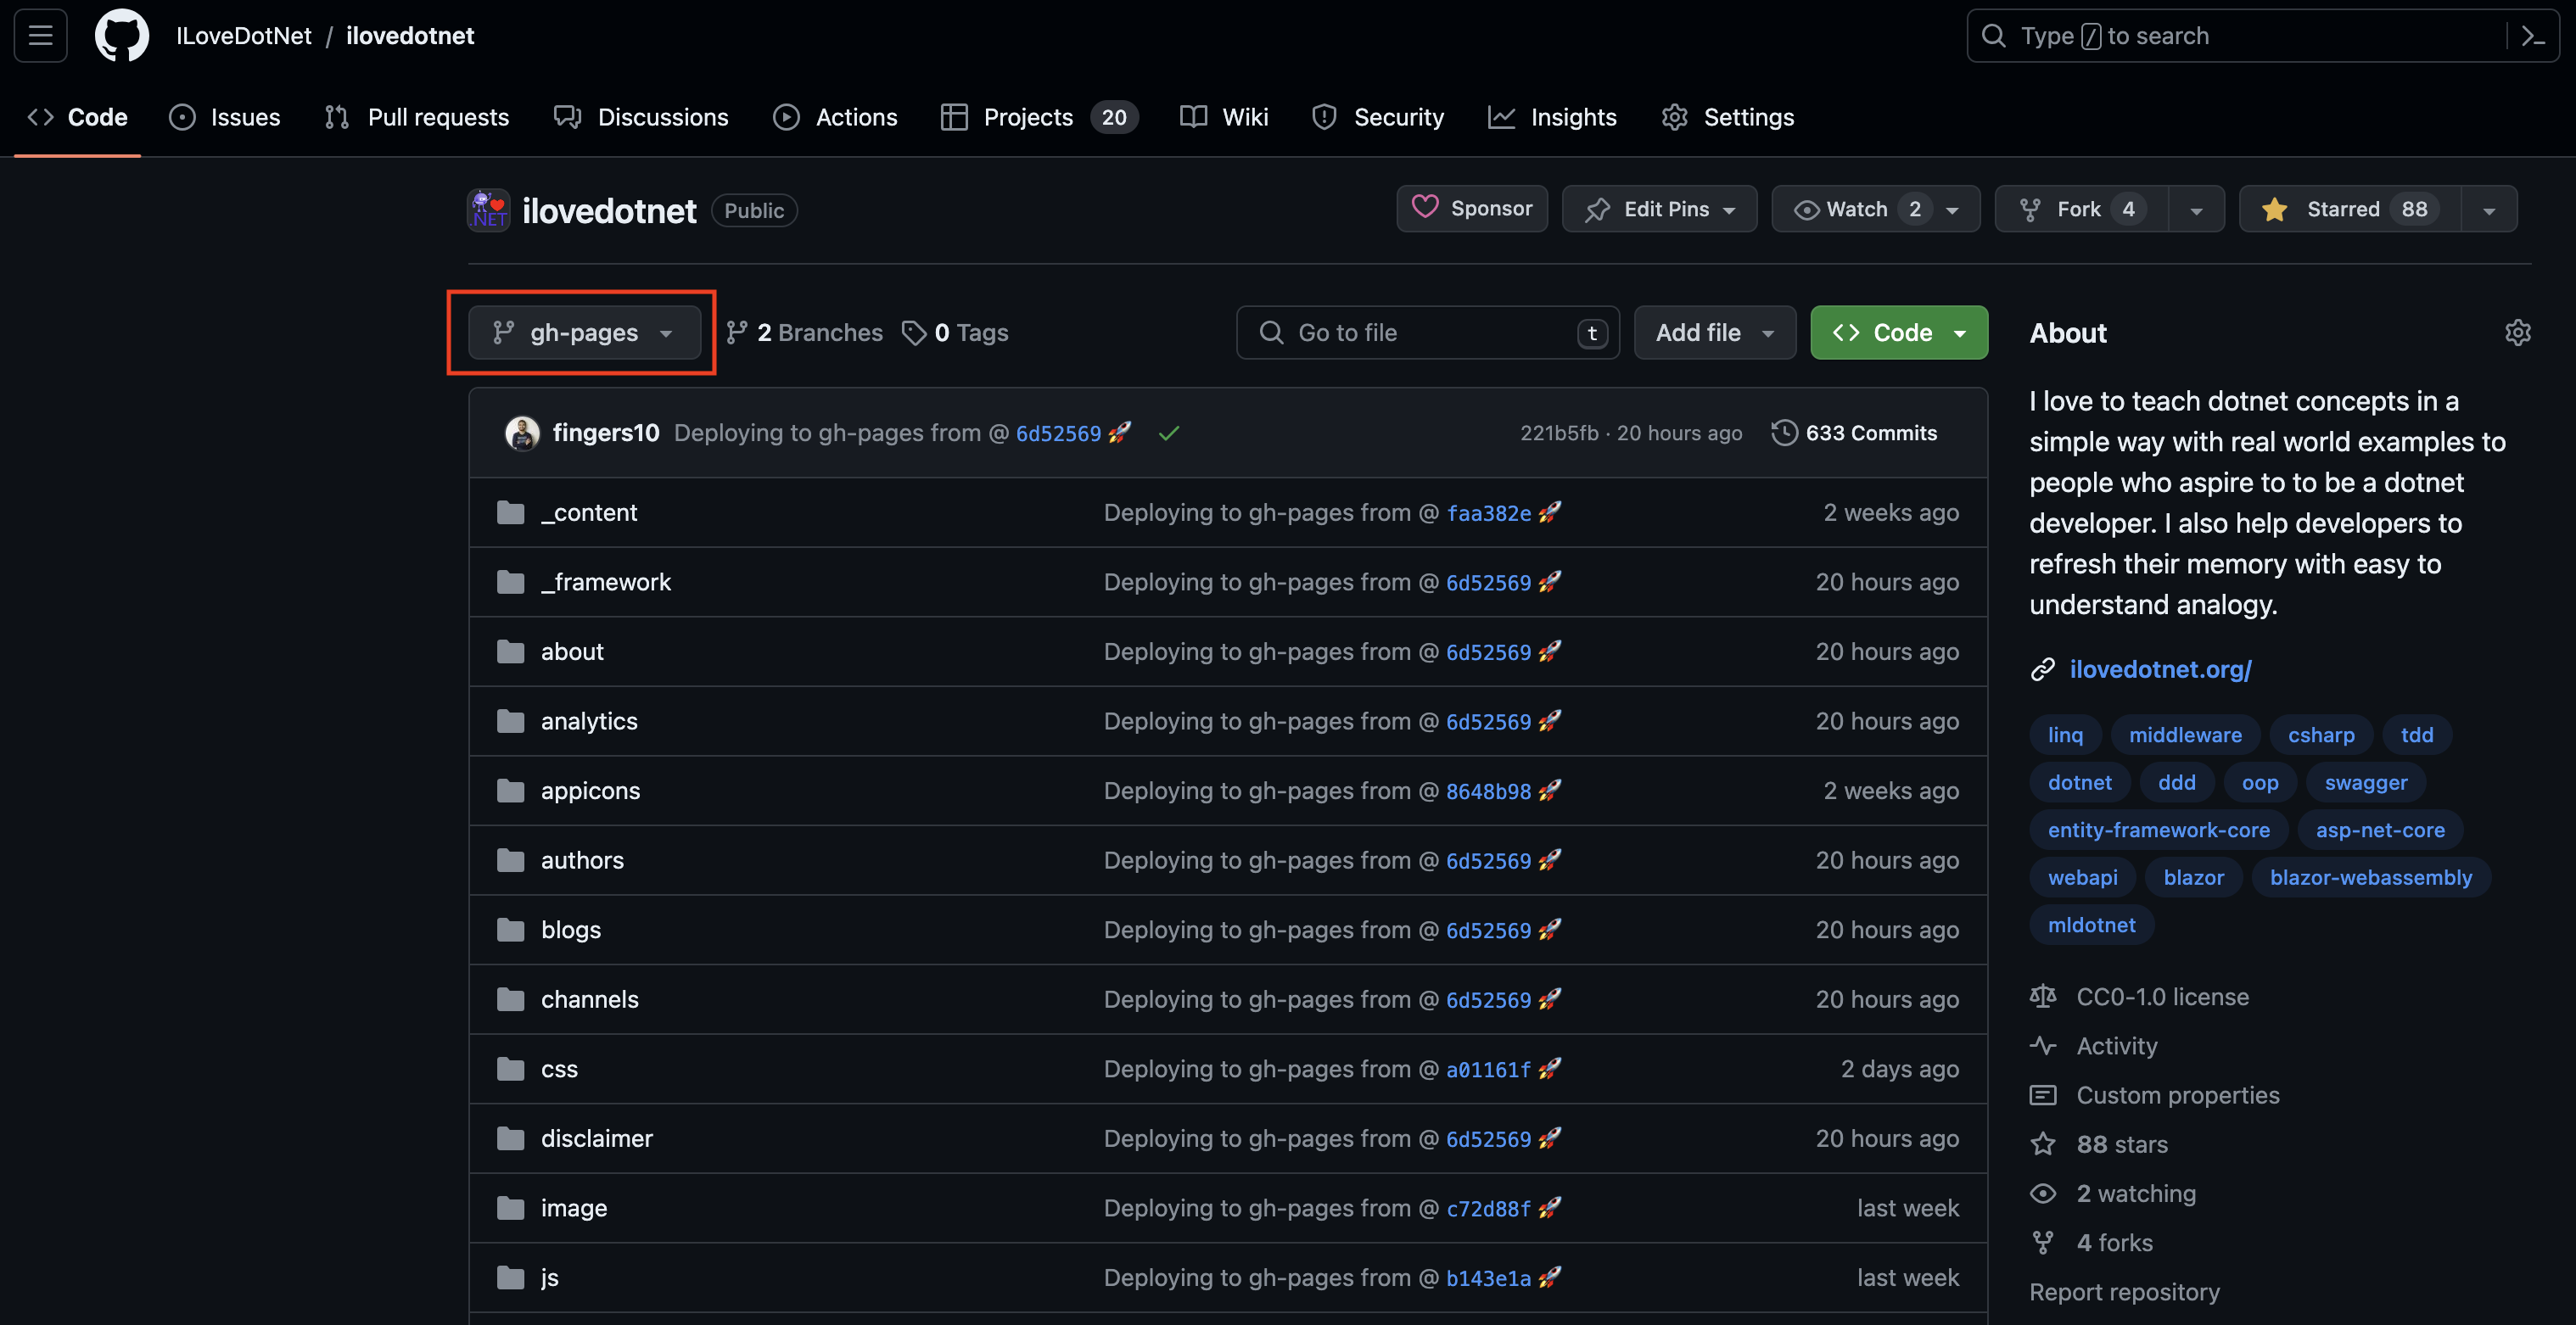 ILoveDotNet / ilovedotnet
Type / to search
Code Issues Pull requests Discussions Actions Projects 20 Wiki Security Insights Settings
.NET ilovedotnet Public
Sponsor Edit Pins Watch 2 Fork 4 Starred 88
gh-pages 2 Branches 0 Tags
Go to file t Add file Code
fingers10 Deploying to gh-pages from @ 6d52569 🚀 221b5fb · 20 hours ago 633 Commits
_content Deploying to gh-pages from @ faa382e 🚀 2 weeks ago
_framework Deploying to gh-pages from @ 6d52569 🚀 20 hours ago
about Deploying to gh-pages from @ 6d52569 🚀 20 hours ago
analytics Deploying to gh-pages from @ 6d52569 🚀 20 hours ago
appicons Deploying to gh-pages from @ 8648b98 🚀 2 weeks ago
authors Deploying to gh-pages from @ 6d52569 🚀 20 hours ago
blogs Deploying to gh-pages from @ 6d52569 🚀 20 hours ago
channels Deploying to gh-pages from @ 6d52569 🚀 20 hours ago
css Deploying to gh-pages from @ a01161f 🚀 2 days ago
disclaimer Deploying to gh-pages from @ 6d52569 🚀 20 hours ago
image Deploying to gh-pages from @ c72d88f 🚀 last week
js Deploying to gh-pages from @ b143e1a 🚀 last week
About
I love to teach dotnet concepts in a
simple way with real world examples to
people who aspire to to be a dotnet
developer. I also help developers to
refresh their memory with easy to
understand analogy.
ilovedotnet.org/
linq middleware csharp tdd
dotnet ddd oop swagger
entity-framework-core asp-net-core
webapi blazor blazor-webassembly
mldotnet
CC0-1.0 license
Activity
Custom properties
88 stars
2 watching
4 forks
Report repository